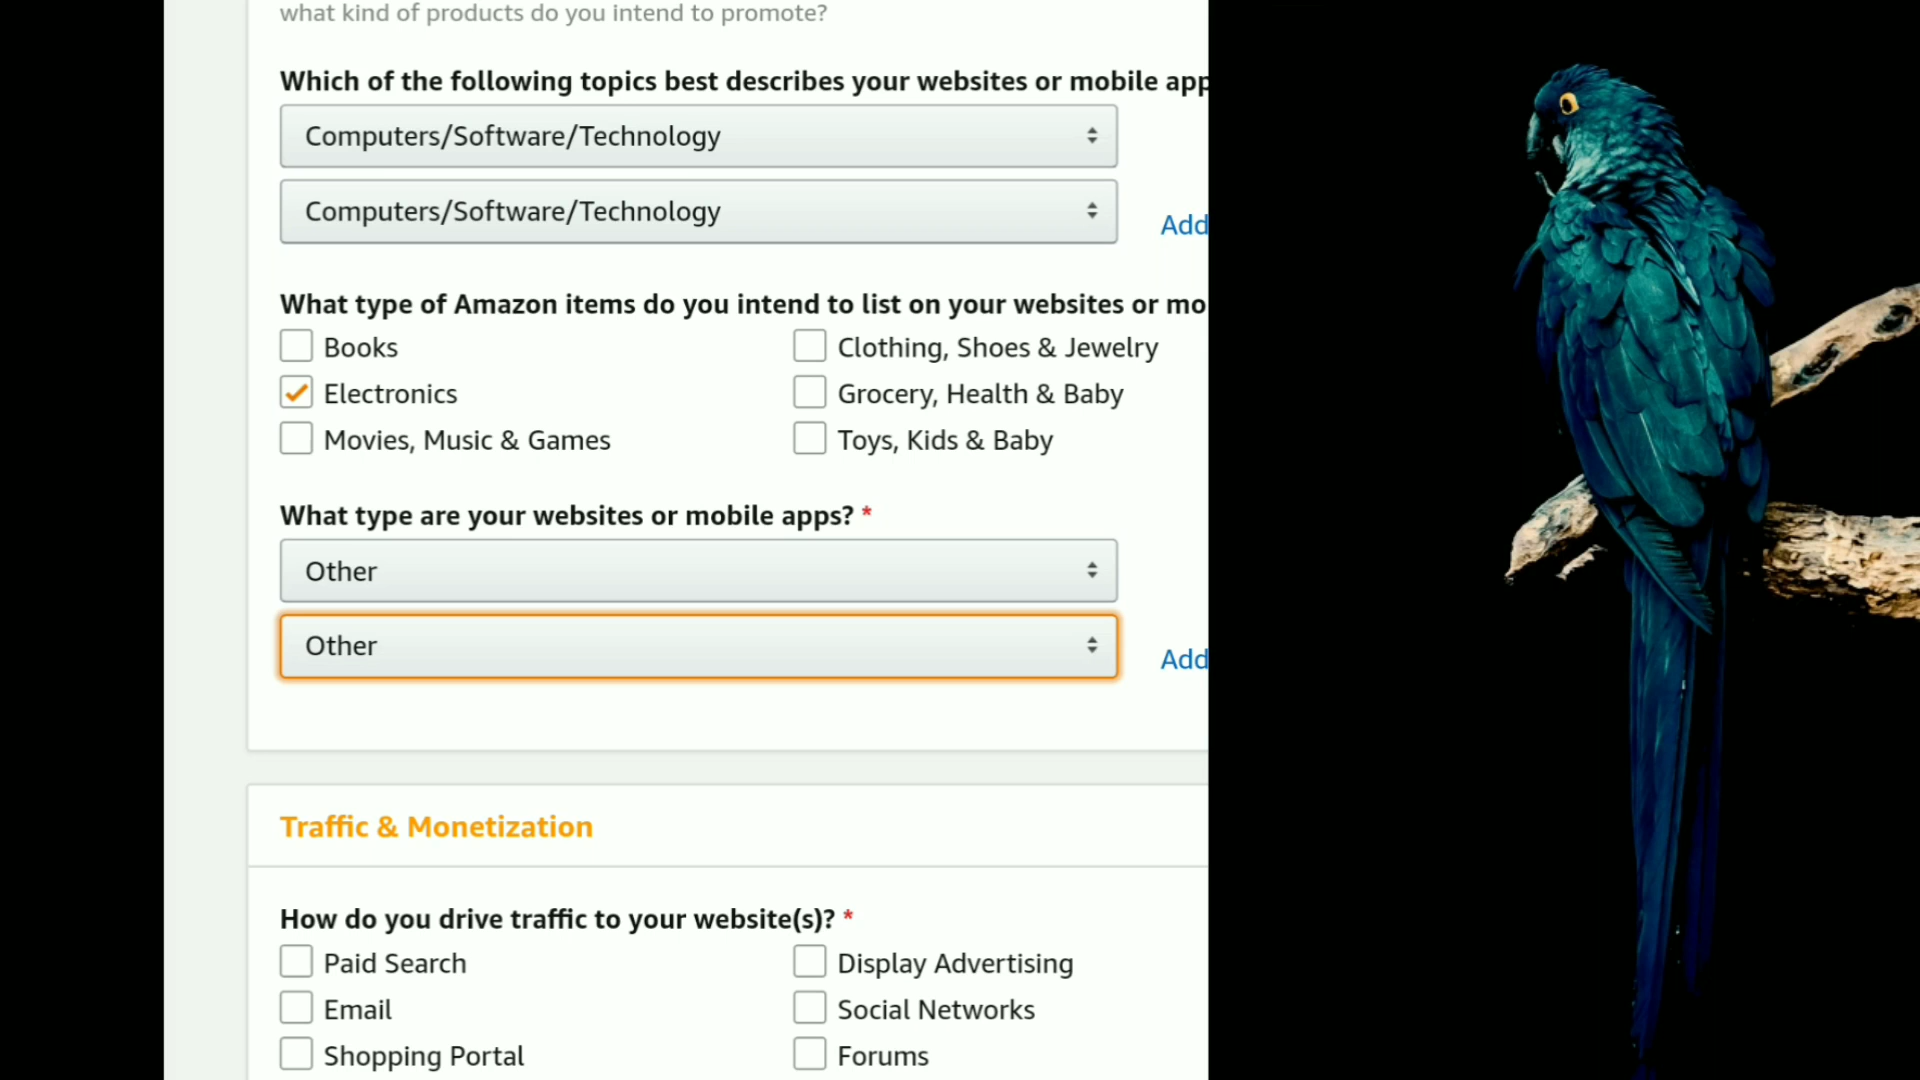 what kind of products do you intend to promote?
Which of the following topics best describes your websites or mobile app
Computers/Software/Technology
Computers/Software/Technology
Add
What type of Amazon items do you intend to list on your websites or mo
Books
Clothing, Shoes & Jewelry
Electronics
Grocery, Health & Baby
Movies, Music & Games
Toys, Kids & Baby
What type are your websites or mobile apps? *
Other
Other
Add
Traffic & Monetization
How do you drive traffic to your website(s)? *
Paid Search
Display Advertising
Email
Social Networks
Shopping Portal
Forums